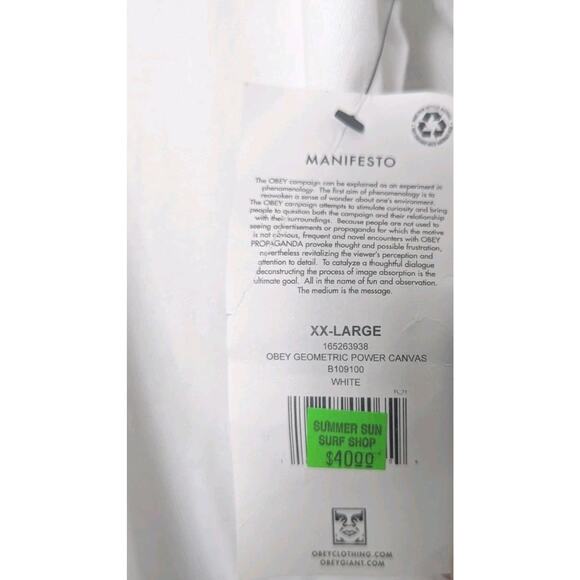 MANIFESTO
The OBEY campaign can be explained as an experiment in
phenomenology. The first aim of phenomenology is to
reawaken a sense of wonder about one's environment.
The OBEY campaign attempts to stimulate curiosity and bring
people to question both the campaign and their relationship
with their surroundings. Because people are not used to
seeing advertisements or propaganda for which the motive
is not obvious, frequent and novel encounters with OBEY
PROPAGANDA provoke thought and possible frustration,
nevertheless revitalizing the viewer's perception and
attention to detail. To catalyze a thoughtful dialogue
deconstructing the process of image absorption is the
ultimate goal. All in the name of fun and observation.
The medium is the message.
XX-LARGE
165263938
OBEY GEOMETRIC POWER CANVAS
B109100
WHITE
FL_21
SUMMER SUN
SURF SHOP
$40.00
OBEYCLOTHING.COM
OBEYGIANT.COM